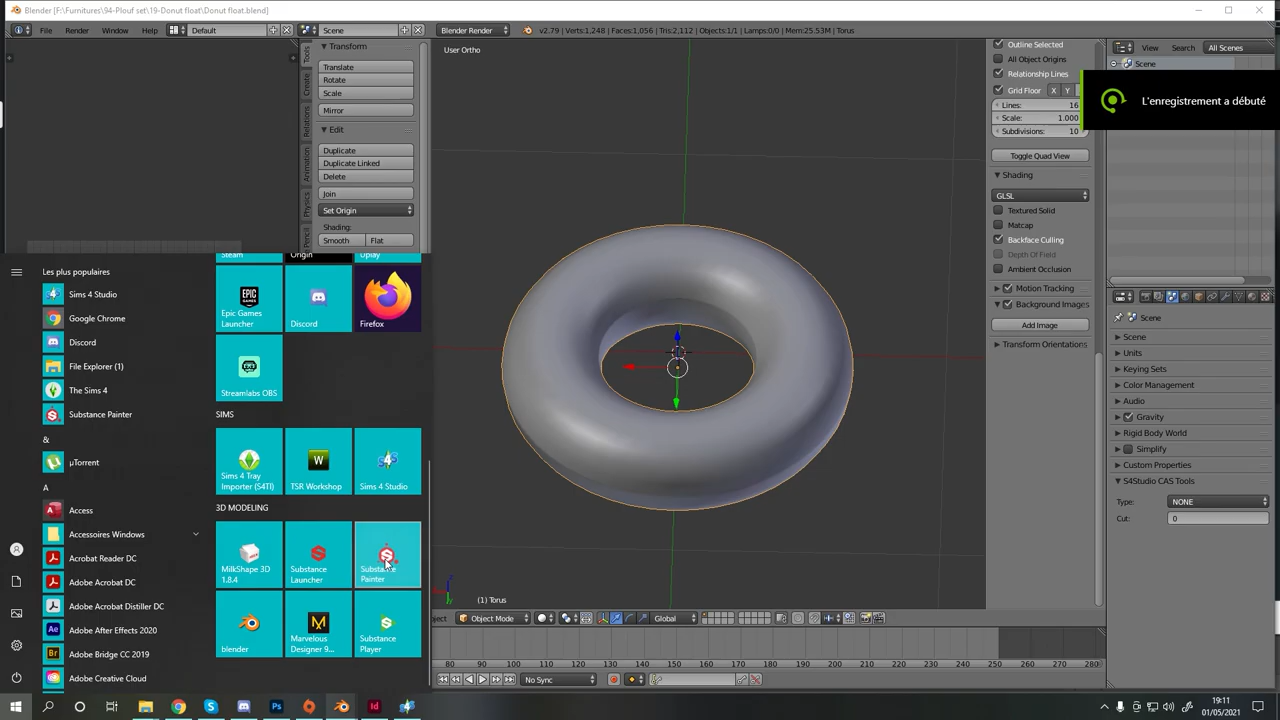 Blender [F:\Furnitures\94-Plouf set\19-Donut float\Donut float.blend]
File Render Window Help Default Scene Blender Render v2.79 | Verts:1,248 | Faces:1,056 | Tris:2,112 | Objects:1/1 | Lamps:0/0 | Mem:25.53M | Torus
View Search All Scenes
Scene
L'enregistrement a débuté
Tools
Create
Relations
Animation
Physics
Transform
Translate
Rotate
Scale
Mirror
Edit
Duplicate
Duplicate Linked
Delete
Join
Set Origin
Shading:
Smooth Flat
User Ortho
(1) Torus
Outline Selected
All Object Origins
Relationship Lines
Grid Floor X Y
Lines: 16
Scale: 1.000
Subdivisions: 10
Toggle Quad View
Shading
GLSL
Textured Solid
Matcap
Backface Culling
Depth Of Field
Ambient Occlusion
Motion Tracking
Background Images
Add Image
Transform Orientations
Scene
Scene
Units
Keying Sets
Color Management
Audio
Gravity
Rigid Body World
Simplify
Custom Properties
S4Studio CAS Tools
Type: NONE
Cut: 0
Les plus populaires
Sims 4 Studio
Google Chrome
Discord
File Explorer (1)
The Sims 4
Substance Painter
&
µTorrent
A
Access
Accessoires Windows
Acrobat Reader DC
Adobe Acrobat DC
Adobe Acrobat Distiller DC
Adobe After Effects 2020
Adobe Bridge CC 2019
Adobe Creative Cloud
Steam Origin Uplay
Epic Games Launcher
Discord
Firefox
Streamlabs OBS
SIMS
Sims 4 Tray Importer (S4TI)
TSR Workshop
Sims 4 Studio
3D MODELING
MilkShape 3D 1.8.4
Substance Launcher
Substance Painter
blender
Marvelous Designer 9...
Substance Player
Object Mode Global
80 90 100 110 120 130 140 150 160 170 180 190 200 210 220 230 240 250 260 270 280
No Sync
19:11
01/05/2021